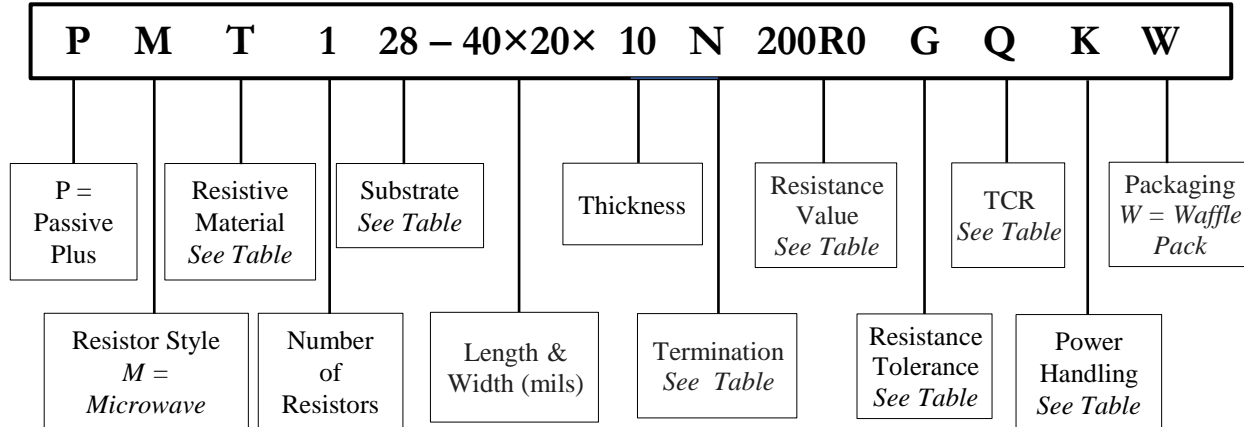 P M T 1 28 – 40×20× 10 N 200R0 G Q K W
P =
Passive
Plus
Resistive
Material
See Table
Substrate
See Table
Thickness
Resistance
Value
See Table
TCR
See Table
Packaging
W = Waffle
Pack
Resistor Style
M =
Microwave
Number
of
Resistors
Length &
Width (mils)
Termination
See Table
Resistance
Tolerance
See Table
Power
Handling
See Table